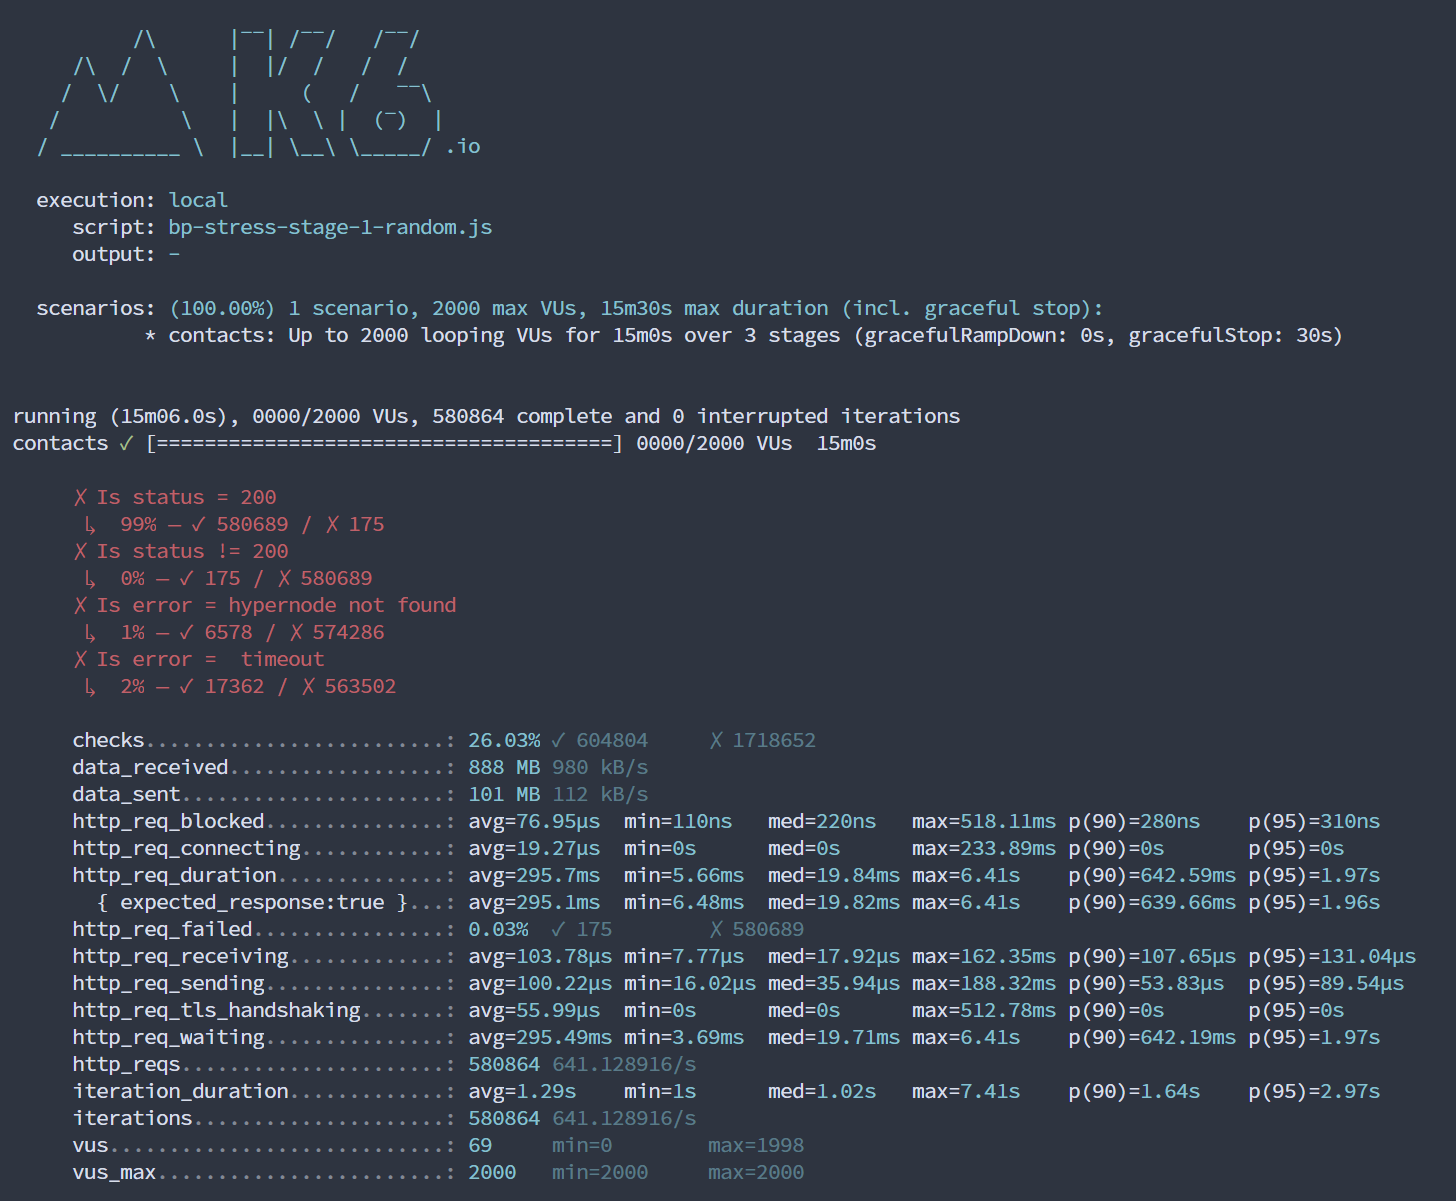 /\      |‾‾| /‾‾/   /‾‾/
/\  /  \     |  |/  /   /  /
/  \/    \    |     (   /   ‾‾\
/          \   |  |\  \ |  (‾)  |
/ __________ \  |__| \__\ \_____/ .io
execution: local
script: bp-stress-stage-1-random.js
output: -
scenarios: (100.00%) 1 scenario, 2000 max VUs, 15m30s max duration (incl. graceful stop):
* contacts: Up to 2000 looping VUs for 15m0s over 3 stages (gracefulRampDown: 0s, gracefulStop: 30s)
running (15m06.0s), 0000/2000 VUs, 580864 complete and 0 interrupted iterations
contacts ✓ [======================================] 0000/2000 VUs  15m0s
✗ Is status = 200
↳  99% — ✓ 580689 / ✗ 175
✗ Is status != 200
↳  0% — ✓ 175 / ✗ 580689
✗ Is error = hypernode not found
↳  1% — ✓ 6578 / ✗ 574286
✗ Is error =  timeout
↳  2% — ✓ 17362 / ✗ 563502
checks.........................: 26.03% ✓ 604804     ✗ 1718652
data_received..................: 888 MB 980 kB/s
data_sent......................: 101 MB 112 kB/s
http_req_blocked...............: avg=76.95µs  min=110ns   med=220ns   max=518.11ms p(90)=280ns    p(95)=310ns
http_req_connecting............: avg=19.27µs  min=0s      med=0s      max=233.89ms p(90)=0s       p(95)=0s
http_req_duration..............: avg=295.7ms  min=5.66ms  med=19.84ms max=6.41s    p(90)=642.59ms p(95)=1.97s
{ expected_response:true }...: avg=295.1ms  min=6.48ms  med=19.82ms max=6.41s    p(90)=639.66ms p(95)=1.96s
http_req_failed................: 0.03%  ✓ 175        ✗ 580689
http_req_receiving.............: avg=103.78µs min=7.77µs  med=17.92µs max=162.35ms p(90)=107.65µs p(95)=131.04µs
http_req_sending...............: avg=100.22µs min=16.02µs med=35.94µs max=188.32ms p(90)=53.83µs  p(95)=89.54µs
http_req_tls_handshaking.......: avg=55.99µs  min=0s      med=0s      max=512.78ms p(90)=0s       p(95)=0s
http_req_waiting...............: avg=295.49ms min=3.69ms  med=19.71ms max=6.41s    p(90)=642.19ms p(95)=1.97s
http_reqs......................: 580864 641.128916/s
iteration_duration.............: avg=1.29s    min=1s      med=1.02s   max=7.41s    p(90)=1.64s    p(95)=2.97s
iterations.....................: 580864 641.128916/s
vus............................: 69     min=0        max=1998
vus_max........................: 2000   min=2000     max=2000